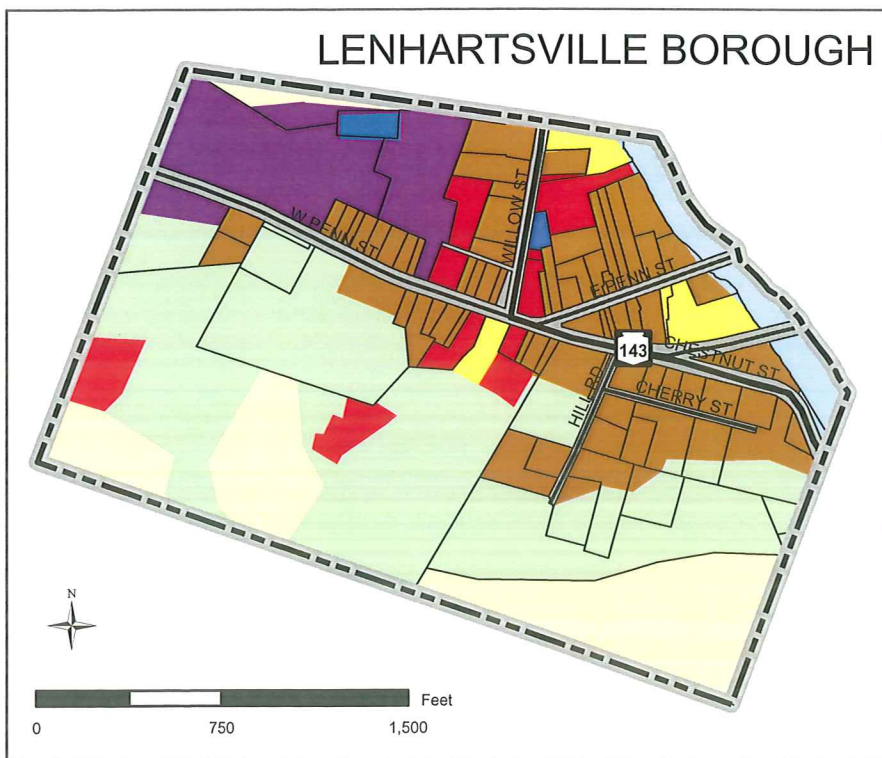 LENHARTSVILLE BOROUGH
WILLOW ST
W PENN ST
E PENN ST
143
CHESTNUT ST
HILL RD
CHERRY ST
N
Feet
0
750
1,500